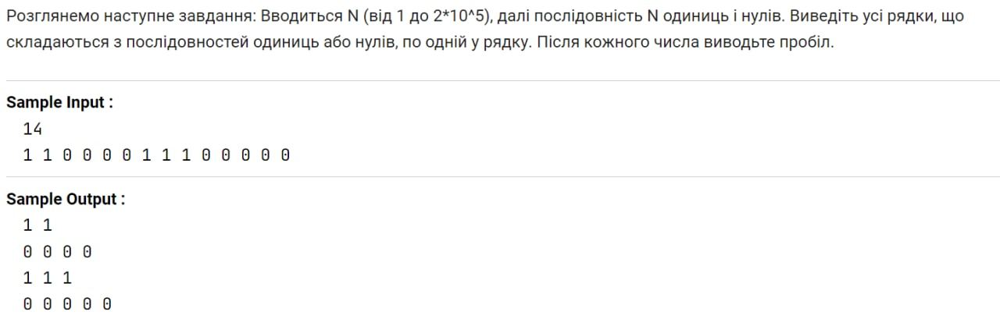 Розглянемо наступне завдання: Вводиться N (від 1 до 2*10^5), далі послідовність N одиниць і нулів. Виведіть усі рядки, що
складаються з послідовностей одиниць або нулів, по одній у рядку. Після кожного числа виводьте пробіл.
Sample Input :
14
1 1 0 0 0 0 1 1 1 0 0 0 0 0
Sample Output :
1 1
0 0 0 0
1 1 1
0 0 0 0 0